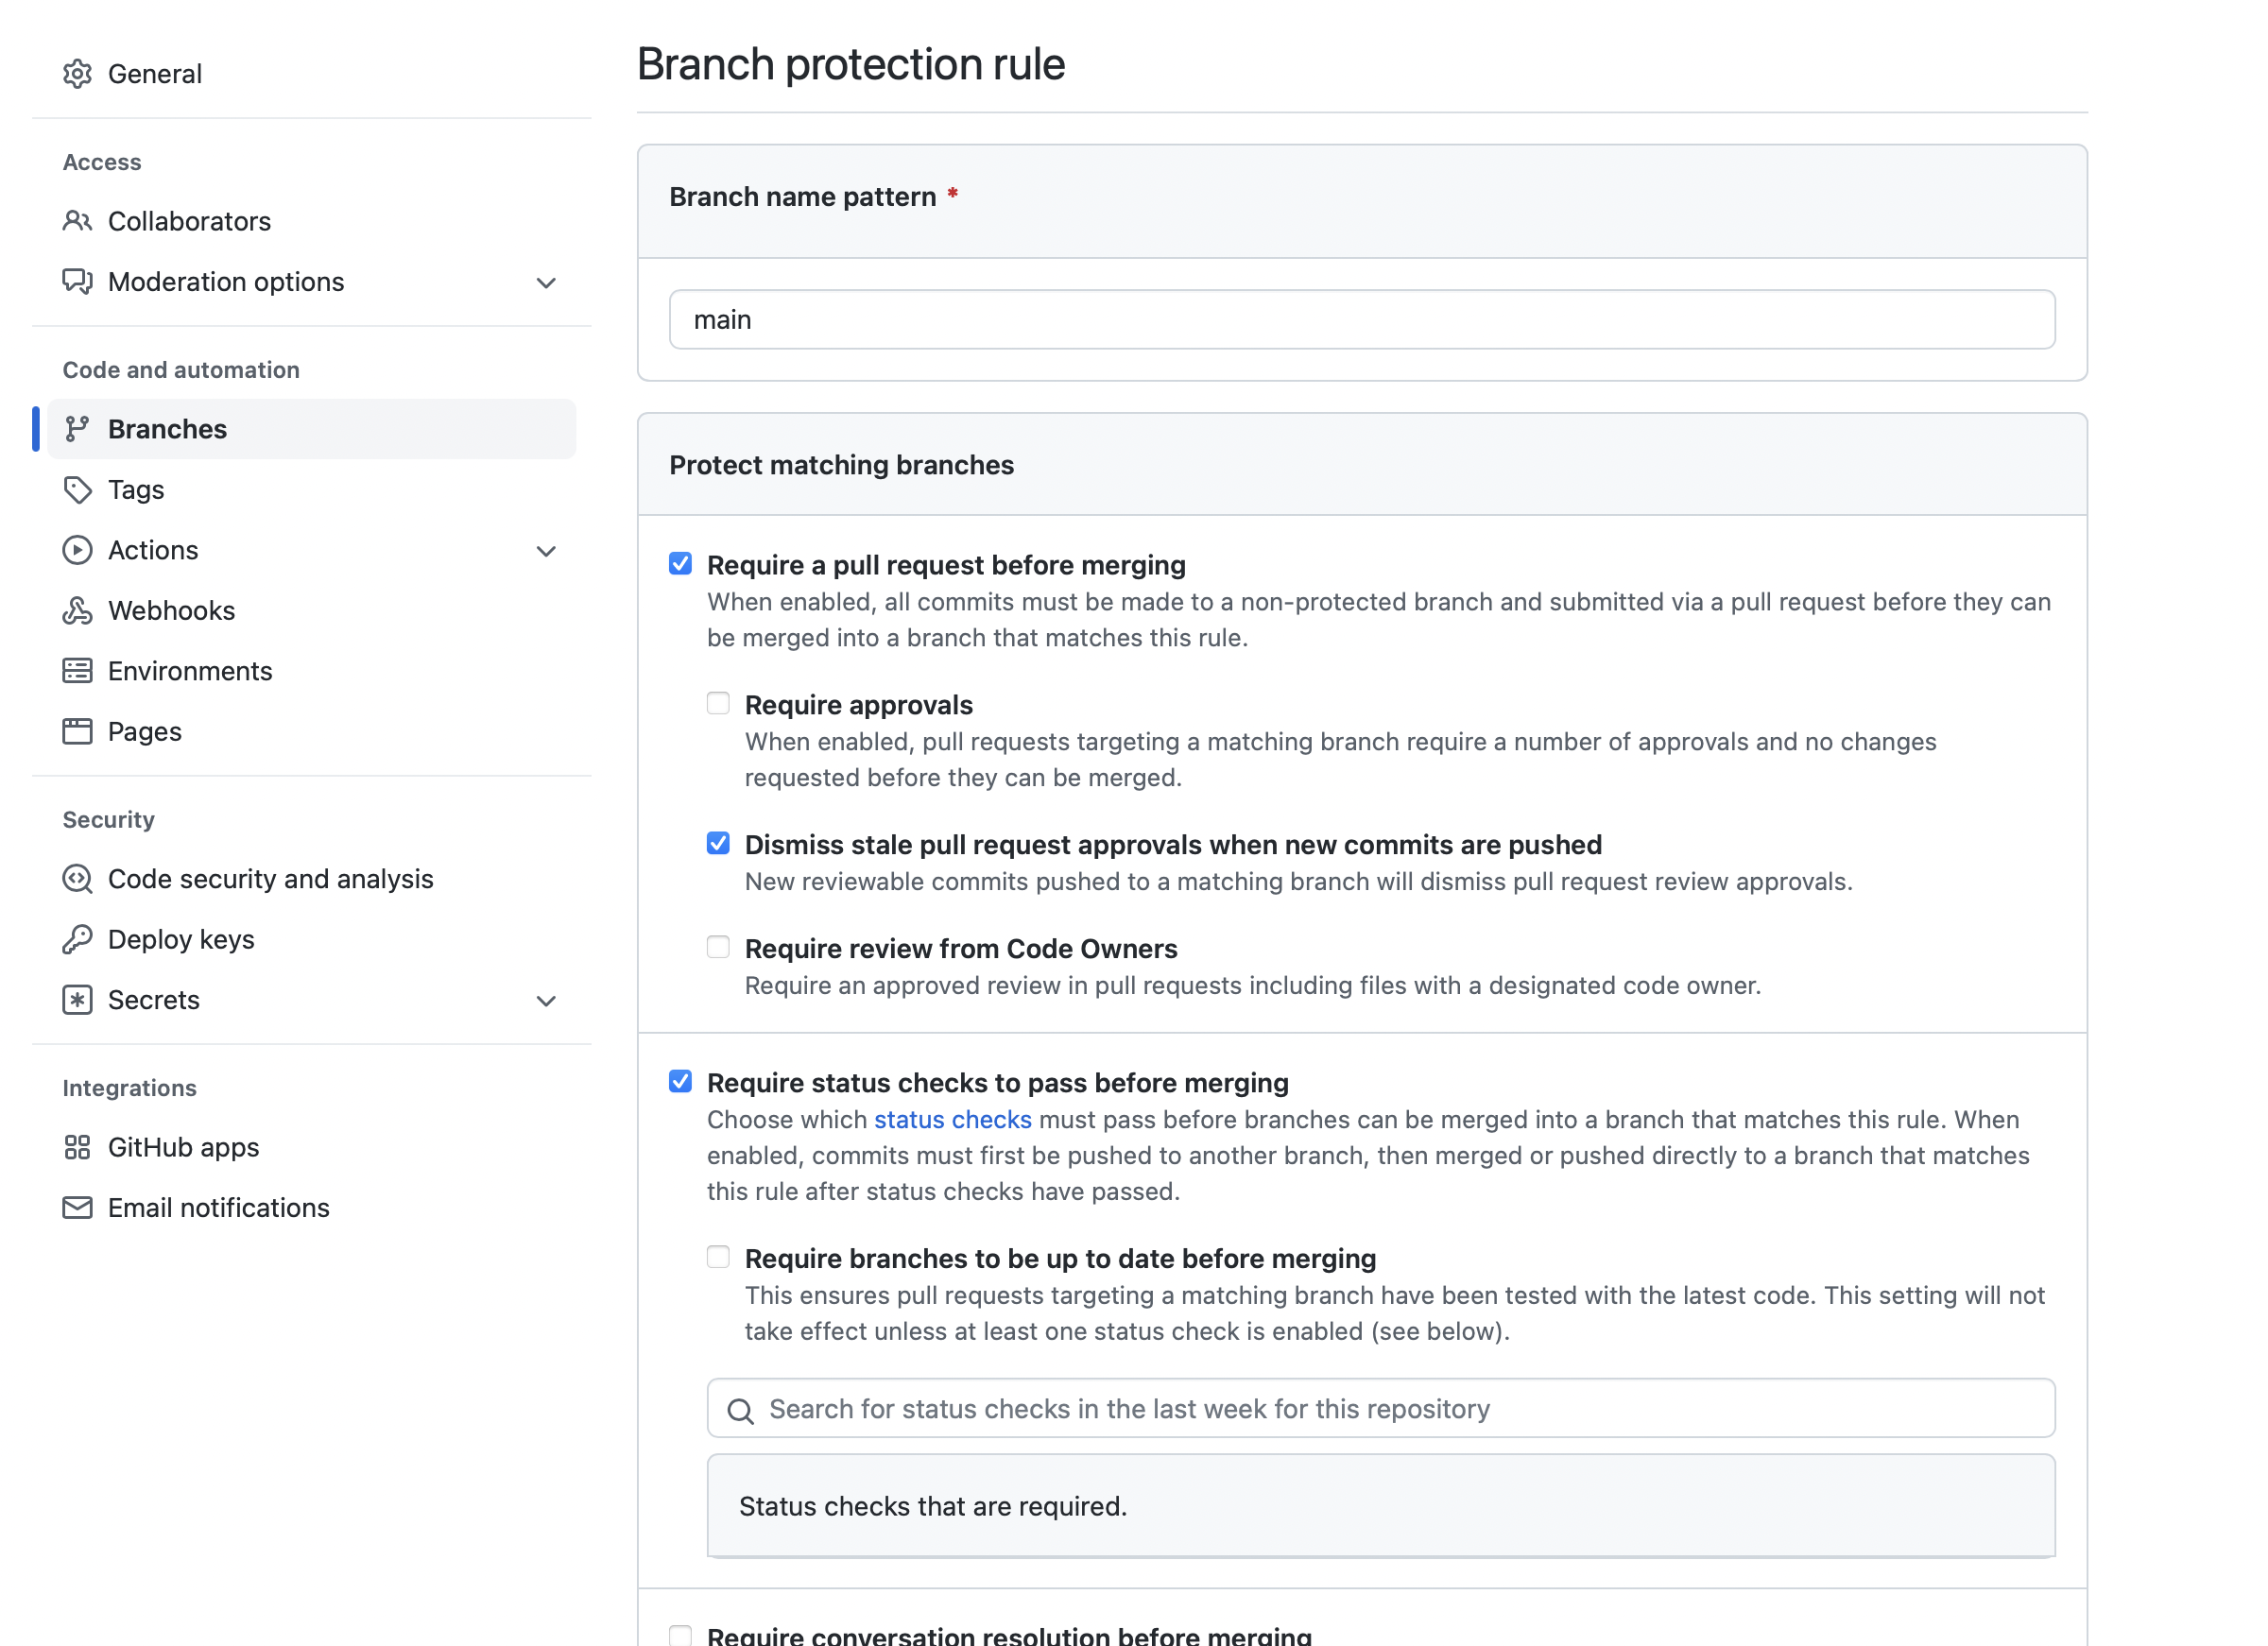 General
Access
Collaborators
Moderation options
Code and automation
Branches
Tags
Actions
Webhooks
Environments
Pages
Security
Code security and analysis
Deploy keys
Secrets
Integrations
GitHub apps
Email notifications
Branch protection rule
Branch name pattern *
main
Protect matching branches
Require a pull request before merging
When enabled, all commits must be made to a non-protected branch and submitted via a pull request before they can
be merged into a branch that matches this rule.
Require approvals
When enabled, pull requests targeting a matching branch require a number of approvals and no changes
requested before they can be merged.
Dismiss stale pull request approvals when new commits are pushed
New reviewable commits pushed to a matching branch will dismiss pull request review approvals.
Require review from Code Owners
Require an approved review in pull requests including files with a designated code owner.
Require status checks to pass before merging
Choose which status checks must pass before branches can be merged into a branch that matches this rule. When
enabled, commits must first be pushed to another branch, then merged or pushed directly to a branch that matches
this rule after status checks have passed.
Require branches to be up to date before merging
This ensures pull requests targeting a matching branch have been tested with the latest code. This setting will not
take effect unless at least one status check is enabled (see below).
Search for status checks in the last week for this repository
Status checks that are required.
Require conversation resolution before merging